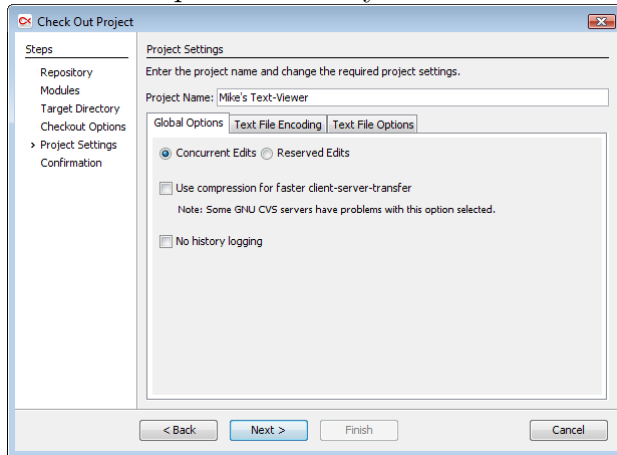 Check Out Project
Steps
Repository
Modules
Target Directory
Checkout Options
Project Settings
Confirmation
Project Settings
Enter the project name and change the required project settings.
Project Name: Mike's Text-Viewer
Global Options Text File Encoding Text File Options
Concurrent Edits Reserved Edits
Use compression for faster client-server-transfer
Note: Some GNU CVS servers have problems with this option selected.
No history logging
< Back Next > Finish Cancel